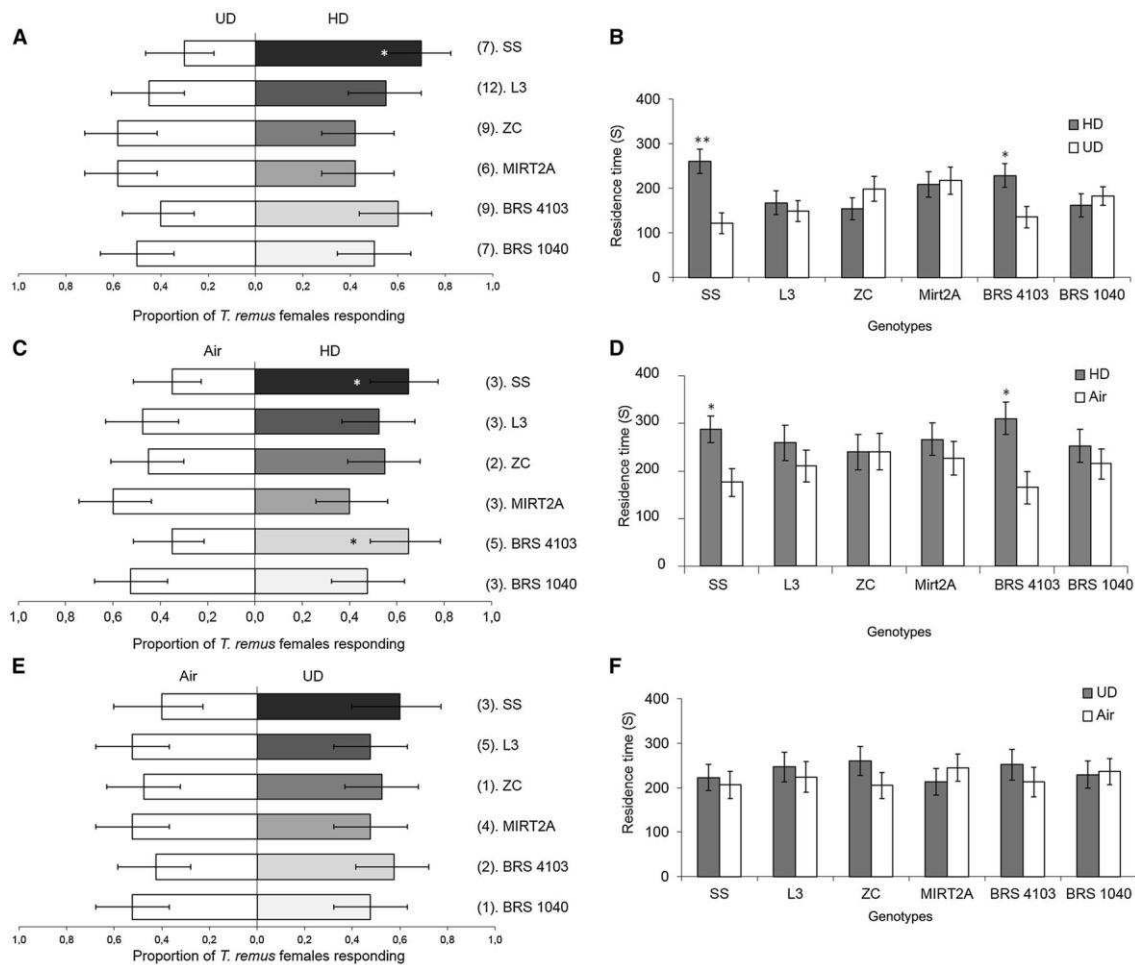 A
UD HD
(7). SS
(12). L3
(9). ZC
(6). MIRT2A
(9). BRS 4103
(7). BRS 1040
*
1,0 0,8 0,6 0,4 0,2 0,0 0,2 0,4 0,6 0,8 1,0
Proportion of T. remus females responding
B
400
300
200
100
0
Residence time (S)
** *
HD
UD
SS L3 ZC Mirt2A BRS 4103 BRS 1040
Genotypes
C
Air HD
(3). SS
(3). L3
(2). ZC
(3). MIRT2A
(5). BRS 4103
(3). BRS 1040
*
*
1,0 0,8 0,6 0,4 0,2 0,0 0,2 0,4 0,6 0,8 1,0
Proportion of T. remus females responding
D
400
300
200
100
0
Residence time (S)
* *
HD
Air
SS L3 ZC Mirt2A BRS 4103 BRS 1040
Genotypes
E
Air UD
(3). SS
(5). L3
(1). ZC
(4). MIRT2A
(2). BRS 4103
(1). BRS 1040
1,0 0,8 0,6 0,4 0,2 0,0 0,2 0,4 0,6 0,8 1,0
Proportion of T. remus females responding
F
400
300
200
100
0
Residence time (S)
UD
Air
SS L3 ZC MIRT2A BRS 4103 BRS 1040
Genotypes